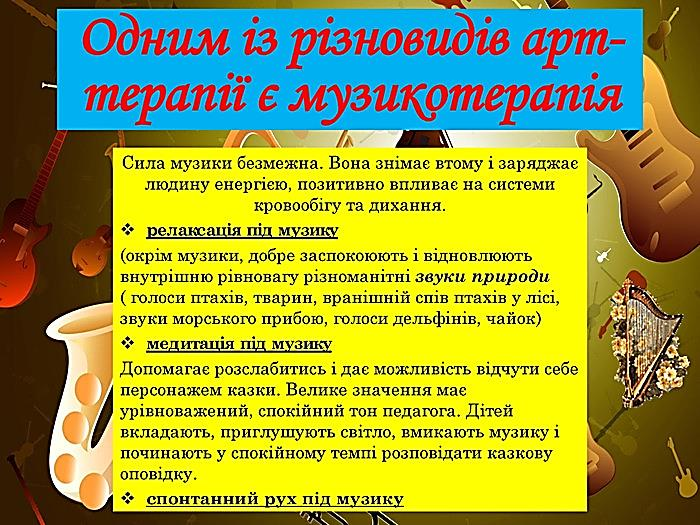 Одним із різновидів арт-
терапії є музикотерапія
Сила музики безмежна. Вона знімає втому і заряджає
людину енергією, позитивно впливає на системи
кровообігу та дихання.
❖ релаксація під музику
(окрім музики, добре заспокоюють і відновлюють
внутрішню рівновагу різноманітні звуки природи
( голоси птахів, тварин, вранішній спів птахів у лісі,
звуки морського прибою, голоси дельфінів, чайок)
❖ медитація під музику
Допомагає розслабитись і дає можливість відчути себе
персонажем казки. Велике значення має
урівноважений, спокійний тон педагога. Дітей
вкладають, приглушують світло, вмикають музику і
починають у спокійному темпі розповідати казкову
оповідку.
❖ спонтанний рух під музику